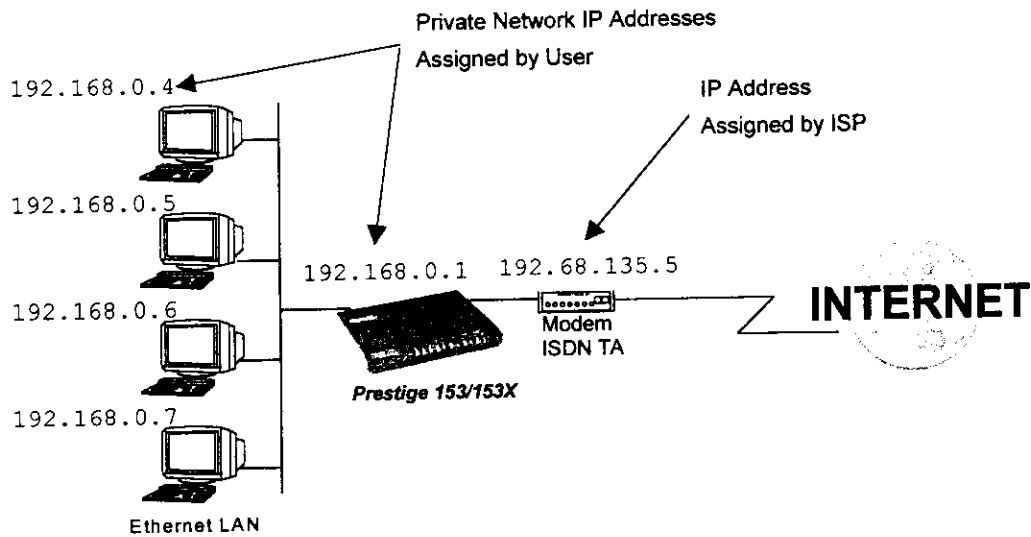 Private Network IP Addresses
Assigned by User
192.168.0.4
IP Address
Assigned by ISP
192.168.0.5
192.168.0.1
192.68.135.5
INTERNET
192.168.0.6
Modem
ISDN TA
Prestige 153/153X
192.168.0.7
Ethernet LAN